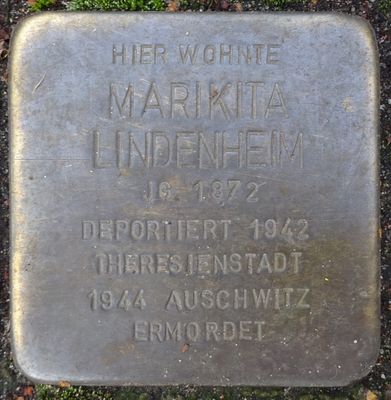 HIER WOHNTE
MARIKITA
LINDENHEIM
JG. 1872
DEPORTIERT 1942
THERESIENSTADT
1944 AUSCHWITZ
ERMORDET